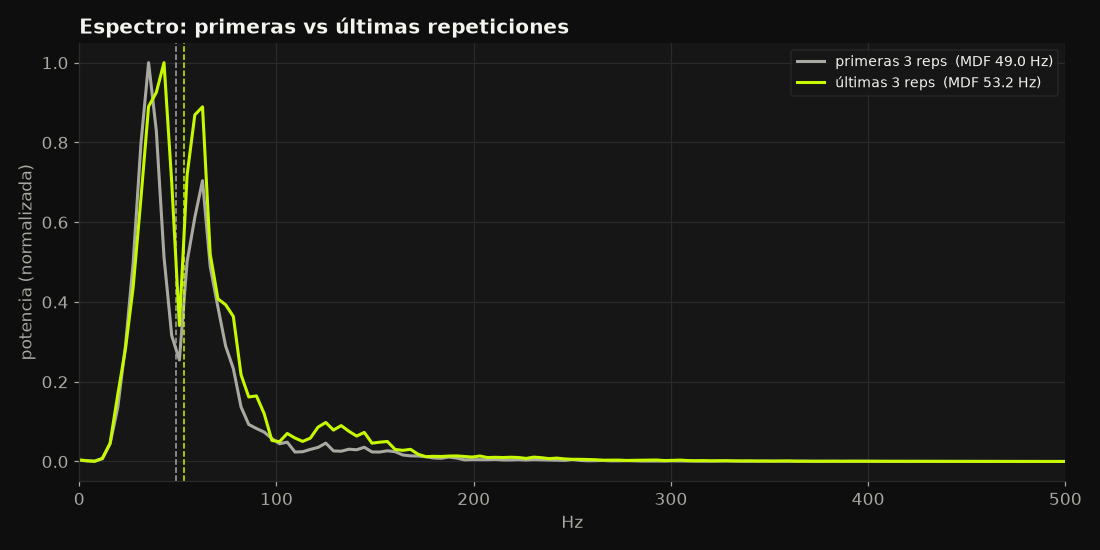 Espectro: primeras vs últimas repeticiones
primeras 3 reps (MDF 49.0 Hz)
últimas 3 reps (MDF 53.2 Hz)
potencia (normalizada)
1.0
0.8
0.6
0.4
0.2
0.0
0 100 200 300 400 500
Hz